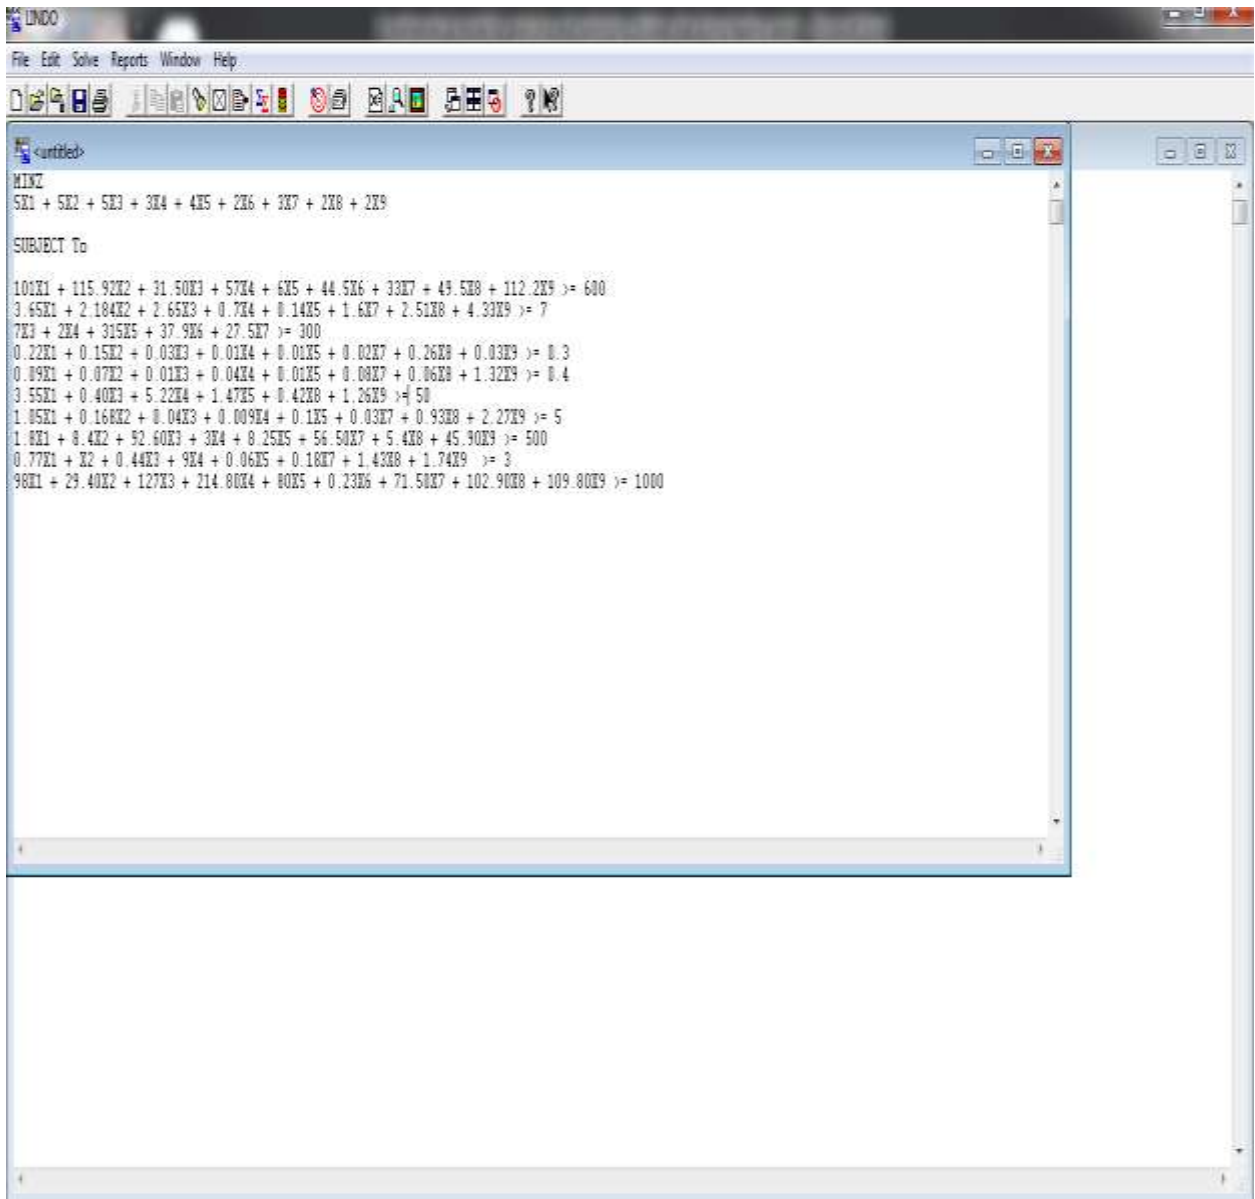 LINDO
File Edit Solve Reports Window Help
<untitled>
MINZ
5X1 + 5X2 + 5X3 + 3X4 + 4X5 + 2X6 + 3X7 + 2X8 + 2X9
SUBJECT To
101X1 + 115.92X2 + 31.50X3 + 57X4 + 6X5 + 44.5X6 + 33X7 + 49.5X8 + 112.2X9 >= 600
3.65X1 + 2.184X2 + 2.65X3 + 0.7X4 + 0.14X5 + 1.6X7 + 2.51X8 + 4.33X9 >= 7
7X3 + 2X4 + 315X5 + 37.9X6 + 27.5X7 >= 300
0.22X1 + 0.15X2 + 0.03X3 + 0.01X4 + 0.01X5 + 0.02X7 + 0.26X8 + 0.03X9 >= 0.3
0.09X1 + 0.07X2 + 0.01X3 + 0.04X4 + 0.01X5 + 0.08X7 + 0.06X8 + 1.32X9 >= 0.4
3.55X1 + 0.40X3 + 5.22X4 + 1.47X5 + 0.42X8 + 1.26X9 >= 50
1.05X1 + 0.168X2 + 0.04X3 + 0.009X4 + 0.1X5 + 0.03X7 + 0.93X8 + 2.27X9 >= 5
1.8X1 + 8.4X2 + 92.60X3 + 3X4 + 8.25X5 + 56.50X7 + 5.4X8 + 45.90X9 >= 500
0.77X1 + X2 + 0.44X3 + 9X4 + 0.06X5 + 0.18X7 + 1.43X8 + 1.74X9 >= 3
98X1 + 29.40X2 + 127X3 + 214.80X4 + 80X5 + 0.23X6 + 71.50X7 + 102.90X8 + 109.80X9 >= 1000